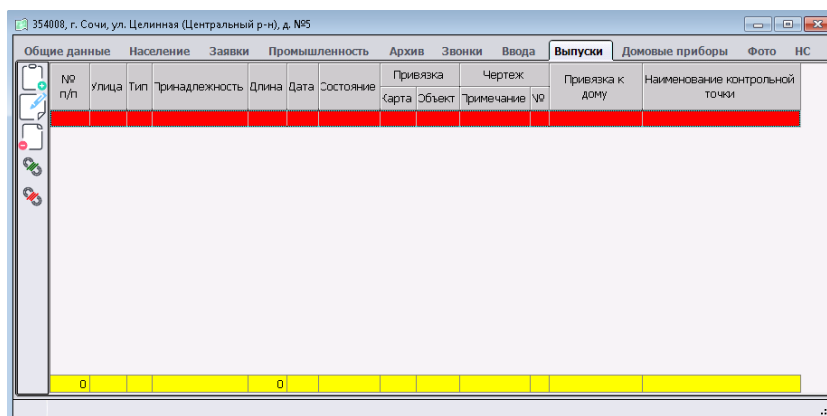 354008, г. Сочи, ул. Целинная (Центральный р-н), д. №5
Общие данные Население Заявки Промышленность Архив Звонки Ввода Выпуски Домовые приборы Фото НС
№ п/п Улица Тип Принадлежность Длина Дата Состояние Привязка Чертеж Привязка к дому Наименование контрольной точки
Карта Объект Примечание №
0 0